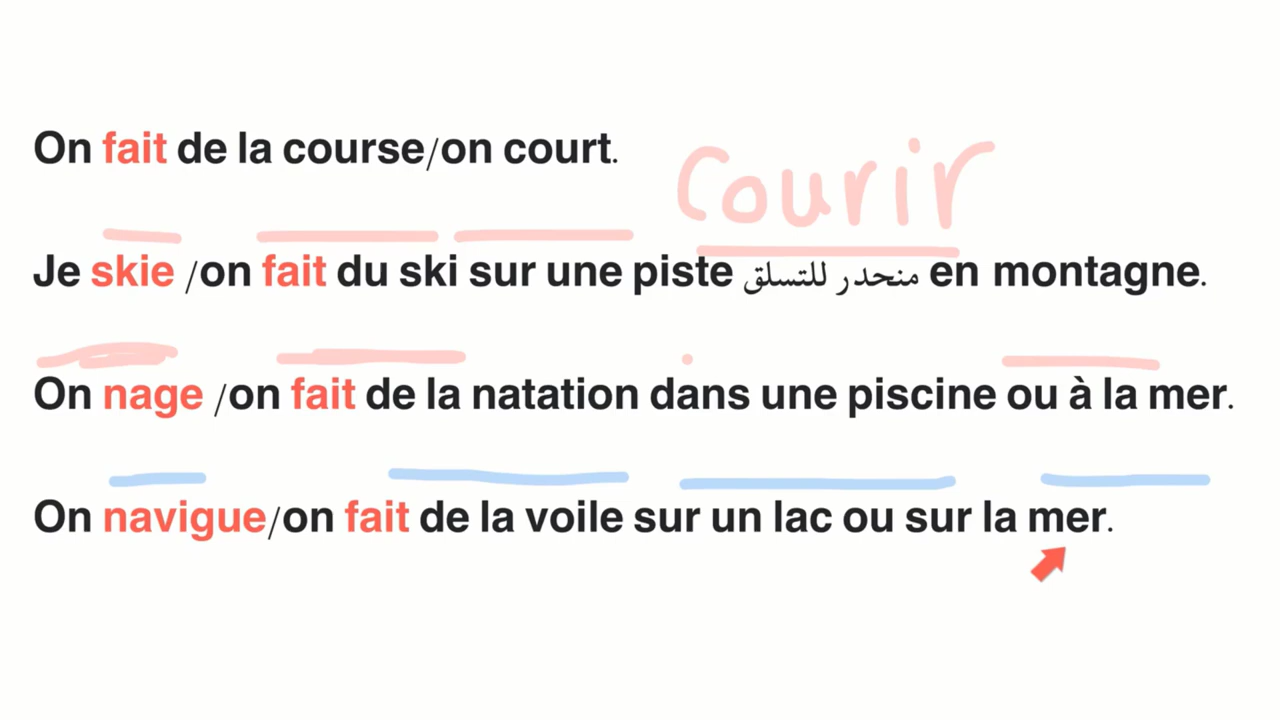 On fait de la course/on court.
courir
Je skie /on fait du ski sur une piste منحدر للتسلق en montagne.
On nage /on fait de la natation dans une piscine ou à la mer.
On navigue/on fait de la voile sur un lac ou sur la mer.